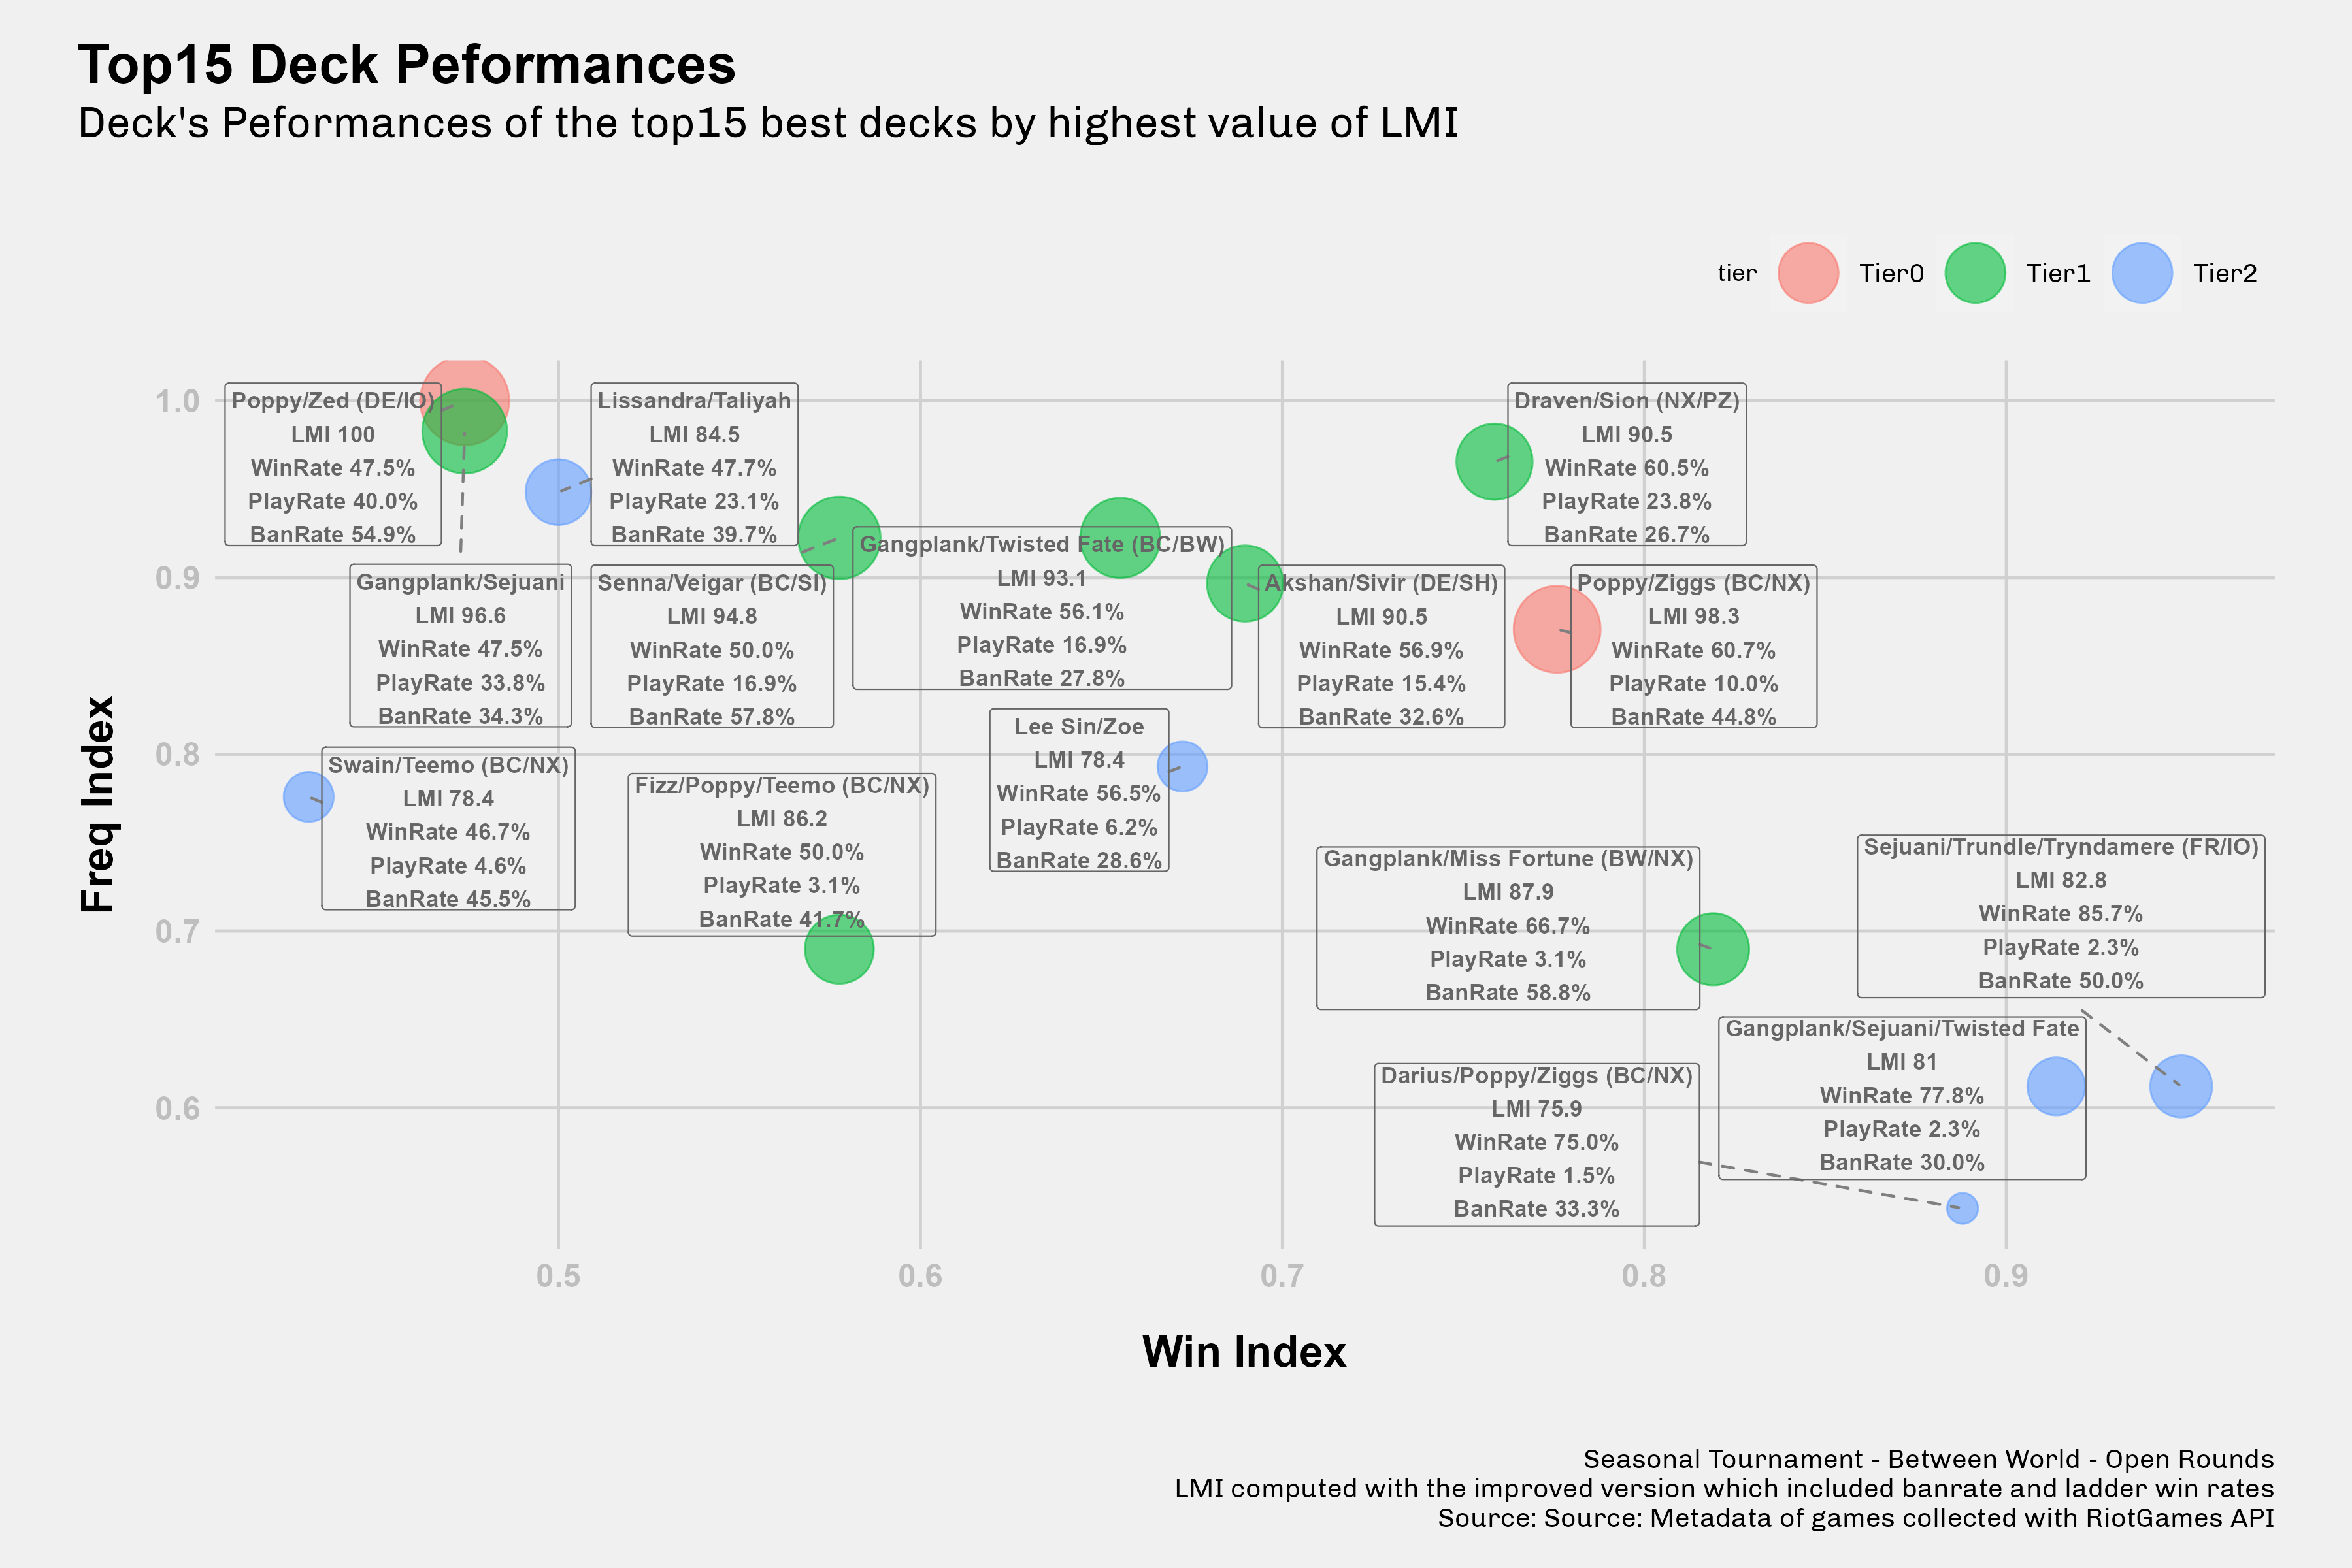 Top15 Deck Peformances
Deck's Peformances of the top15 best decks by highest value of LMI
tier Tier0 Tier1 Tier2
Freq Index
1.0
0.9
0.8
0.7
0.6
Poppy/Zed (DE/IO)
LMI 100
WinRate 47.5%
PlayRate 40.0%
BanRate 54.9%
Lissandra/Taliyah
LMI 84.5
WinRate 47.7%
PlayRate 23.1%
BanRate 39.7%
Draven/Sion (NX/PZ)
LMI 90.5
WinRate 60.5%
PlayRate 23.8%
BanRate 26.7%
Gangplank/Sejuani
LMI 96.6
WinRate 47.5%
PlayRate 33.8%
BanRate 34.3%
Senna/Veigar (BC/SI)
LMI 94.8
WinRate 50.0%
PlayRate 16.9%
BanRate 57.8%
Gangplank/Twisted Fate (BC/BW)
LMI 93.1
WinRate 56.1%
PlayRate 16.9%
BanRate 27.8%
Akshan/Sivir (DE/SH)
LMI 90.5
WinRate 56.9%
PlayRate 15.4%
BanRate 32.6%
Poppy/Ziggs (BC/NX)
LMI 98.3
WinRate 60.7%
PlayRate 10.0%
BanRate 44.8%
Swain/Teemo (BC/NX)
LMI 78.4
WinRate 46.7%
PlayRate 4.6%
BanRate 45.5%
Fizz/Poppy/Teemo (BC/NX)
LMI 86.2
WinRate 50.0%
PlayRate 3.1%
BanRate 41.7%
Lee Sin/Zoe
LMI 78.4
WinRate 56.5%
PlayRate 6.2%
BanRate 28.6%
Gangplank/Miss Fortune (BW/NX)
LMI 87.9
WinRate 66.7%
PlayRate 3.1%
BanRate 58.8%
Sejuani/Trundle/Tryndamere (FR/IO)
LMI 82.8
WinRate 85.7%
PlayRate 2.3%
BanRate 50.0%
Gangplank/Sejuani/Twisted Fate
LMI 81
WinRate 77.8%
PlayRate 2.3%
BanRate 30.0%
Darius/Poppy/Ziggs (BC/NX)
LMI 75.9
WinRate 75.0%
PlayRate 1.5%
BanRate 33.3%
0.5 0.6 0.7 0.8 0.9
Win Index
Seasonal Tournament - Between World - Open Rounds
LMI computed with the improved version which included banrate and ladder win rates
Source: Source: Metadata of games collected with RiotGames API